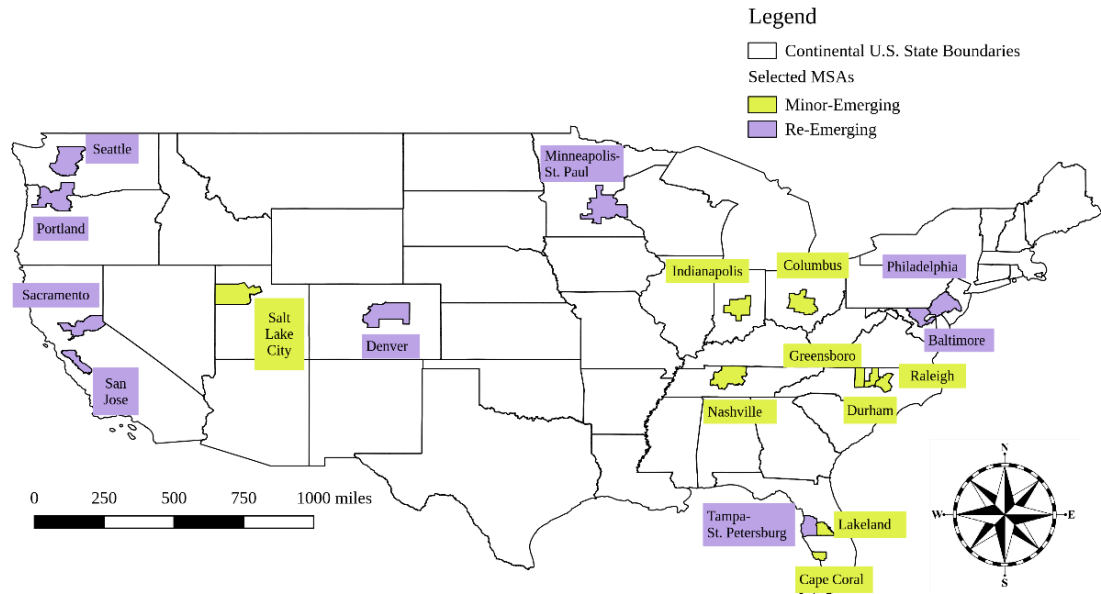 Legend
Continental U.S. State Boundaries
Selected MSAs
Minor-Emerging
Re-Emerging
Seattle
Minneapolis-
St. Paul
Portland
Indianapolis
Columbus
Philadelphia
Sacramento
Salt
Lake
City
Denver
Baltimore
Greensboro
Raleigh
San
Jose
Nashville
Durham
0 250 500 750 1000 miles
Tampa-
St. Petersburg
Lakeland
Cape Coral
N
W
E
S